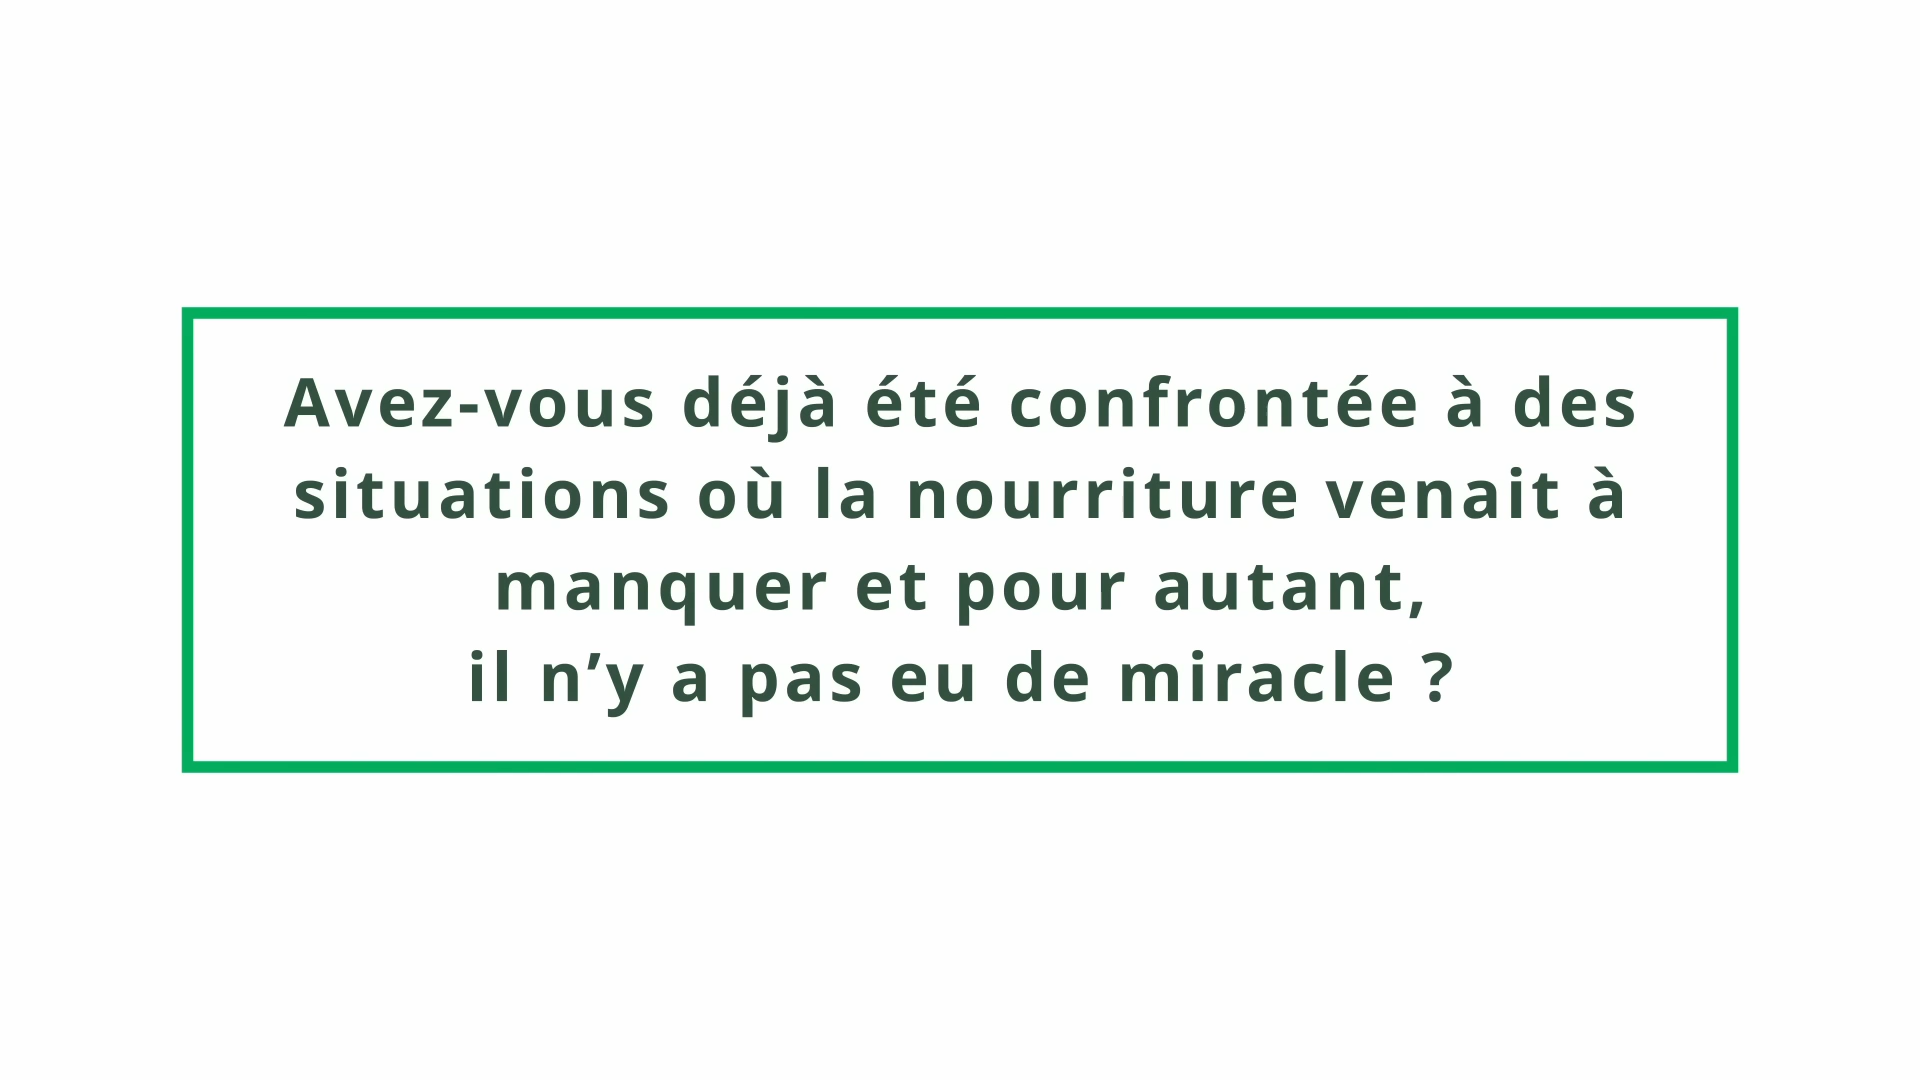 Avez-vous déjà été confrontée à des
situations où la nourriture venait à
manquer et pour autant,
il n’y a pas eu de miracle ?